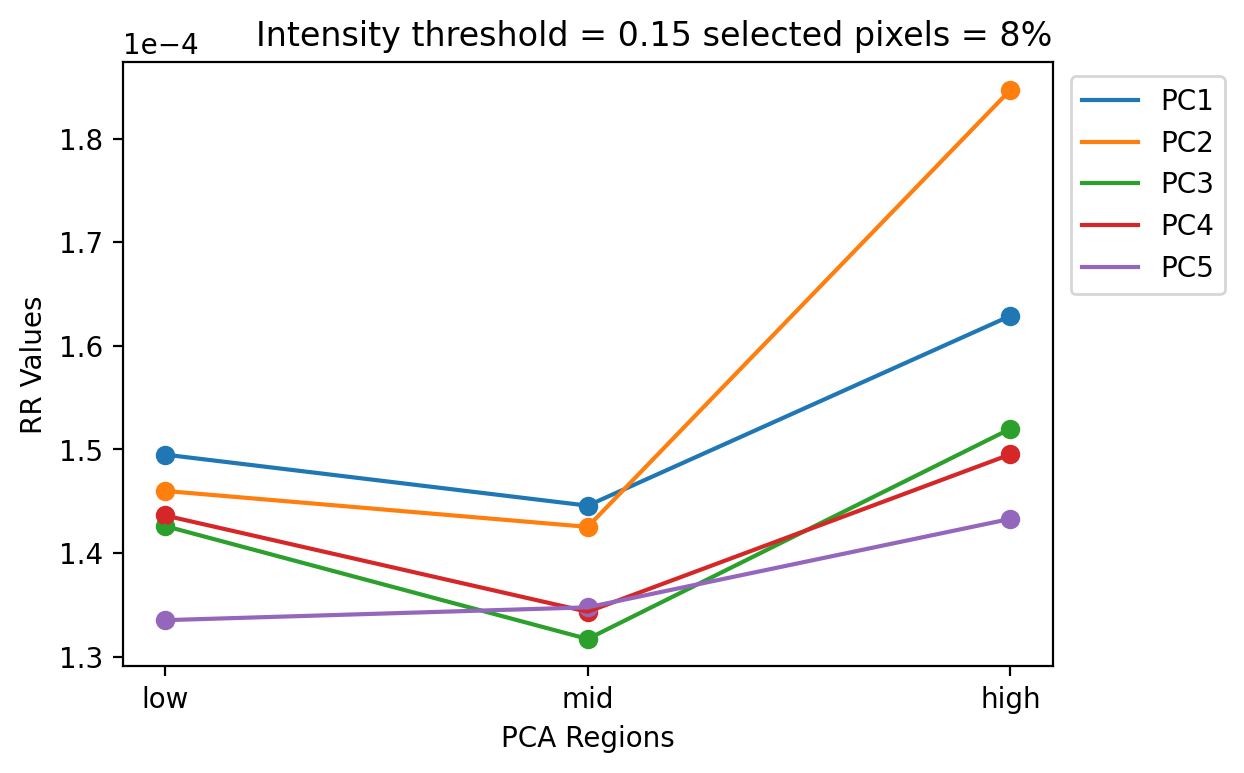 Intensity threshold = 0.15 selected pixels = 8%
1e−4
1.8
1.7
1.6
1.5
1.4
1.3
RR Values
low
mid
high
PCA Regions
PC1
PC2
PC3
PC4
PC5